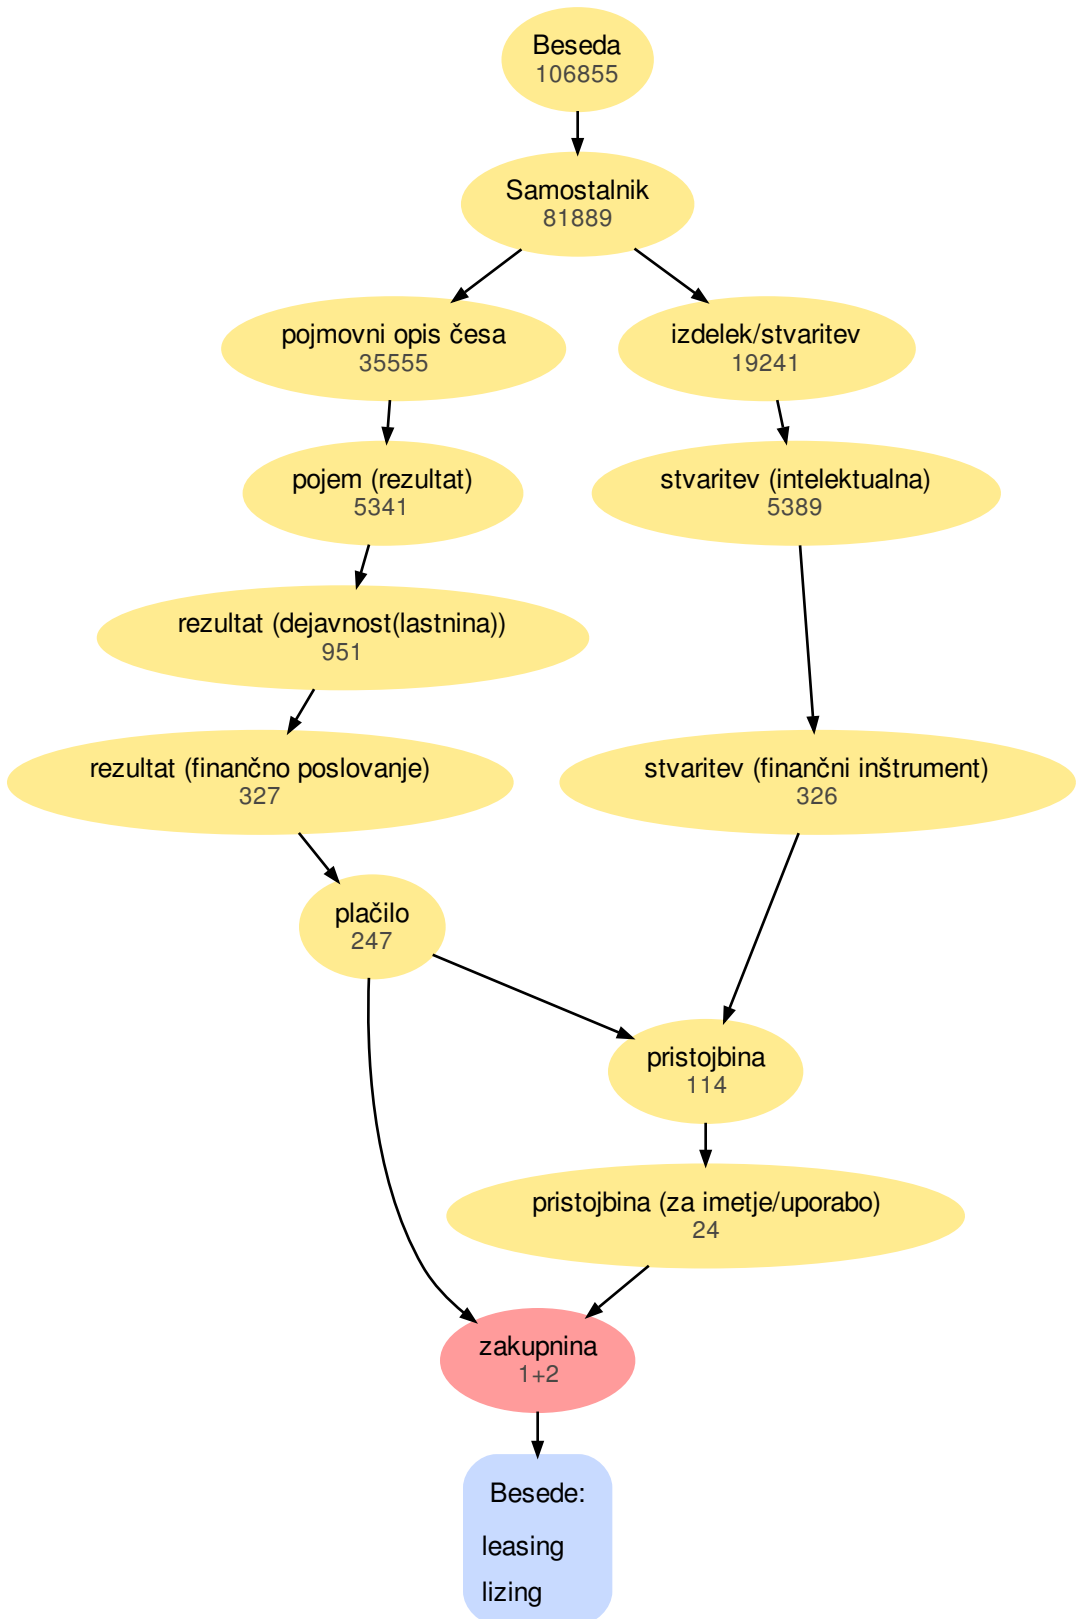 Beseda
106855
Samostalnik
81889
pojmovni opis česa
35555
izdelek/stvaritev
19241
pojem (rezultat)
5341
stvaritev (intelektualna)
5389
rezultat (dejavnost(lastnina))
951
rezultat (finančno poslovanje)
327
stvaritev (finančni inštrument)
326
plačilo
247
pristojbina
114
pristojbina (za imetje/uporabo)
24
zakupnina
1+2
Besede:
leasing
lizing